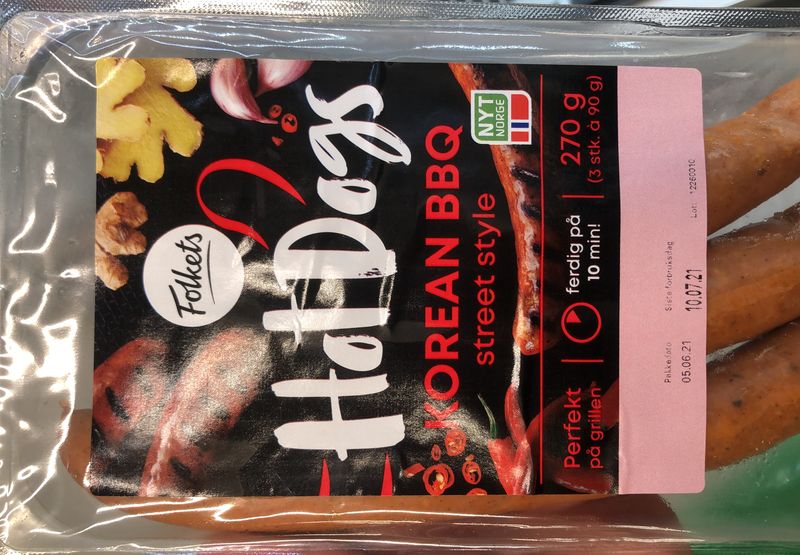 Folkets
Hot Dogs
KOREAN BBQ
street style
NYT
NORGE
Perfekt
på grillen
ferdig på
10 min!
270 g
(3 stk. à 90 g)
Pakkedato
05.06.21
Siste forbruksdag
10.07.21
Lot: 12260010